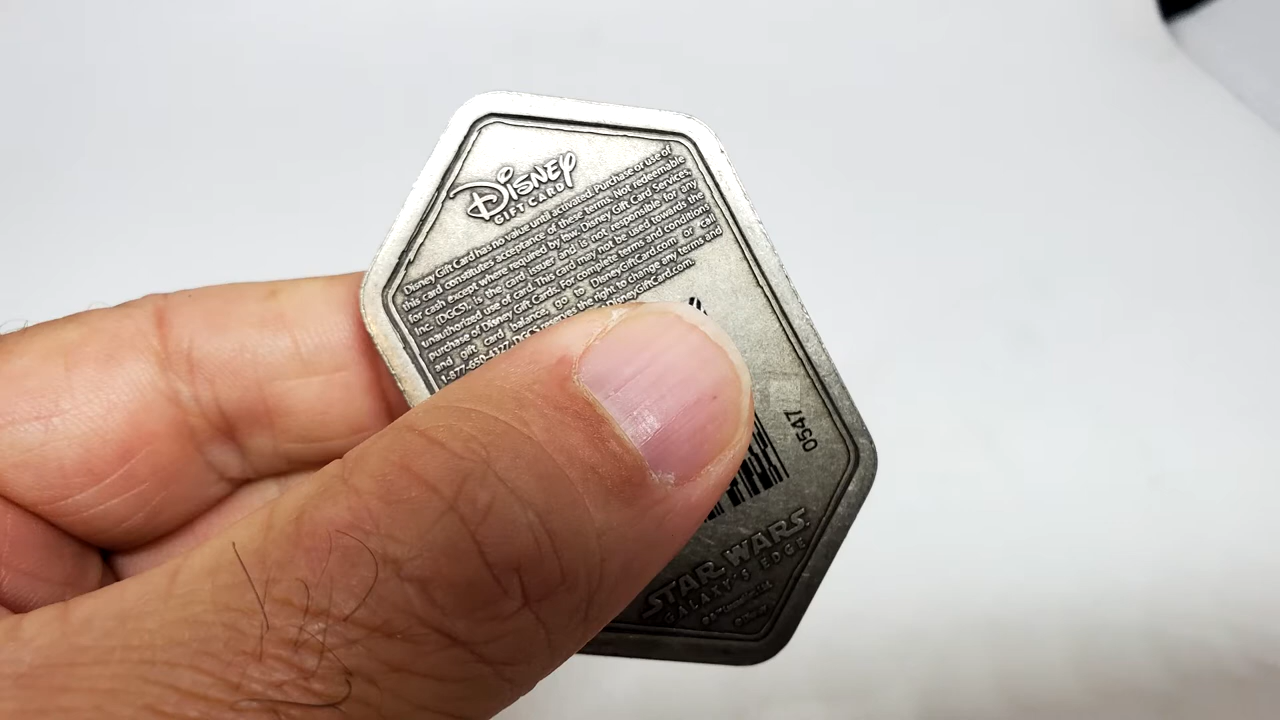 Disney
GIFT CARD
Disney Gift Card has no value until activated. Purchase or use of
this card constitutes acceptance of these terms. Not redeemable
for cash except where required by law. Disney Gift Card Services,
Inc. (DGCS), is the card issuer and is not responsible for any
unauthorized use of card. This card may not be used towards the
purchase of Disney Gift Cards. For complete terms and conditions
and gift card balance, go to DisneyGiftCard.com or call
1-877-650-4327. DGCS reserves the right to change any terms and
DisneyGiftCard.com.
0547
STAR WARS
GALAXY'S EDGE